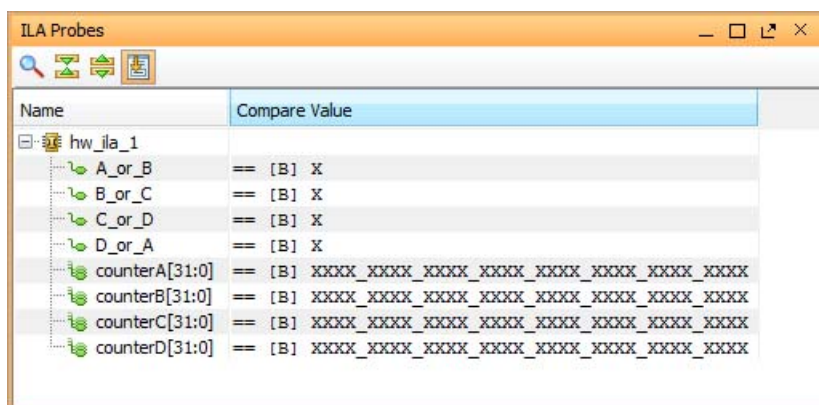 ILA Probes
Name Compare Value
hw_ila_1
A_or_B == [B] X
B_or_C == [B] X
C_or_D == [B] X
D_or_A == [B] X
counterA[31:0] == [B] XXXX_XXXX_XXXX_XXXX_XXXX_XXXX_XXXX_XXXX
counterB[31:0] == [B] XXXX_XXXX_XXXX_XXXX_XXXX_XXXX_XXXX_XXXX
counterC[31:0] == [B] XXXX_XXXX_XXXX_XXXX_XXXX_XXXX_XXXX_XXXX
counterD[31:0] == [B] XXXX_XXXX_XXXX_XXXX_XXXX_XXXX_XXXX_XXXX